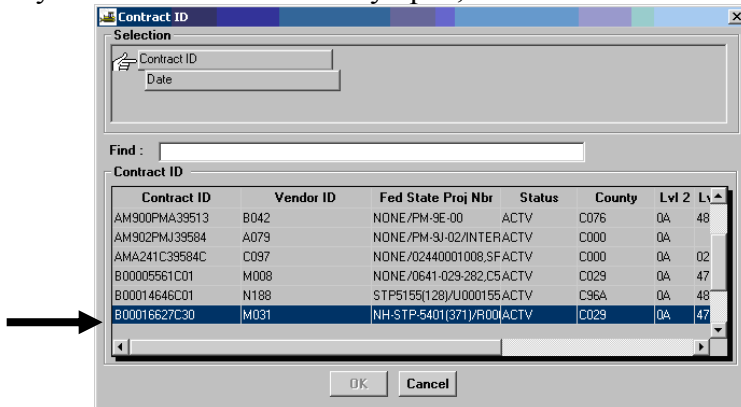 Contract ID
Selection
Contract ID
Date
Find :
Contract ID
Contract ID Vendor ID Fed State Proj Nbr Status County Lvl 2
AM900PMA39513 B042 NONE/PM-9E-00 ACTV C076 0A 48
AM902PMJ39584 A079 NONE/PM-9J-02/INTER ACTV C000 0A
AMA241C39584C C097 NONE/02440001008,SF ACTV C000 0A 02
B00005561C01 M008 NONE/0641-029-282,C5 ACTV C029 0A 47
B00014646C01 N188 STP5155(128)/U000155 ACTV C96A 0A 48
B00016627C30 M031 NH-STP-5401(371)/R00 ACTV C029 0A 47
OK Cancel